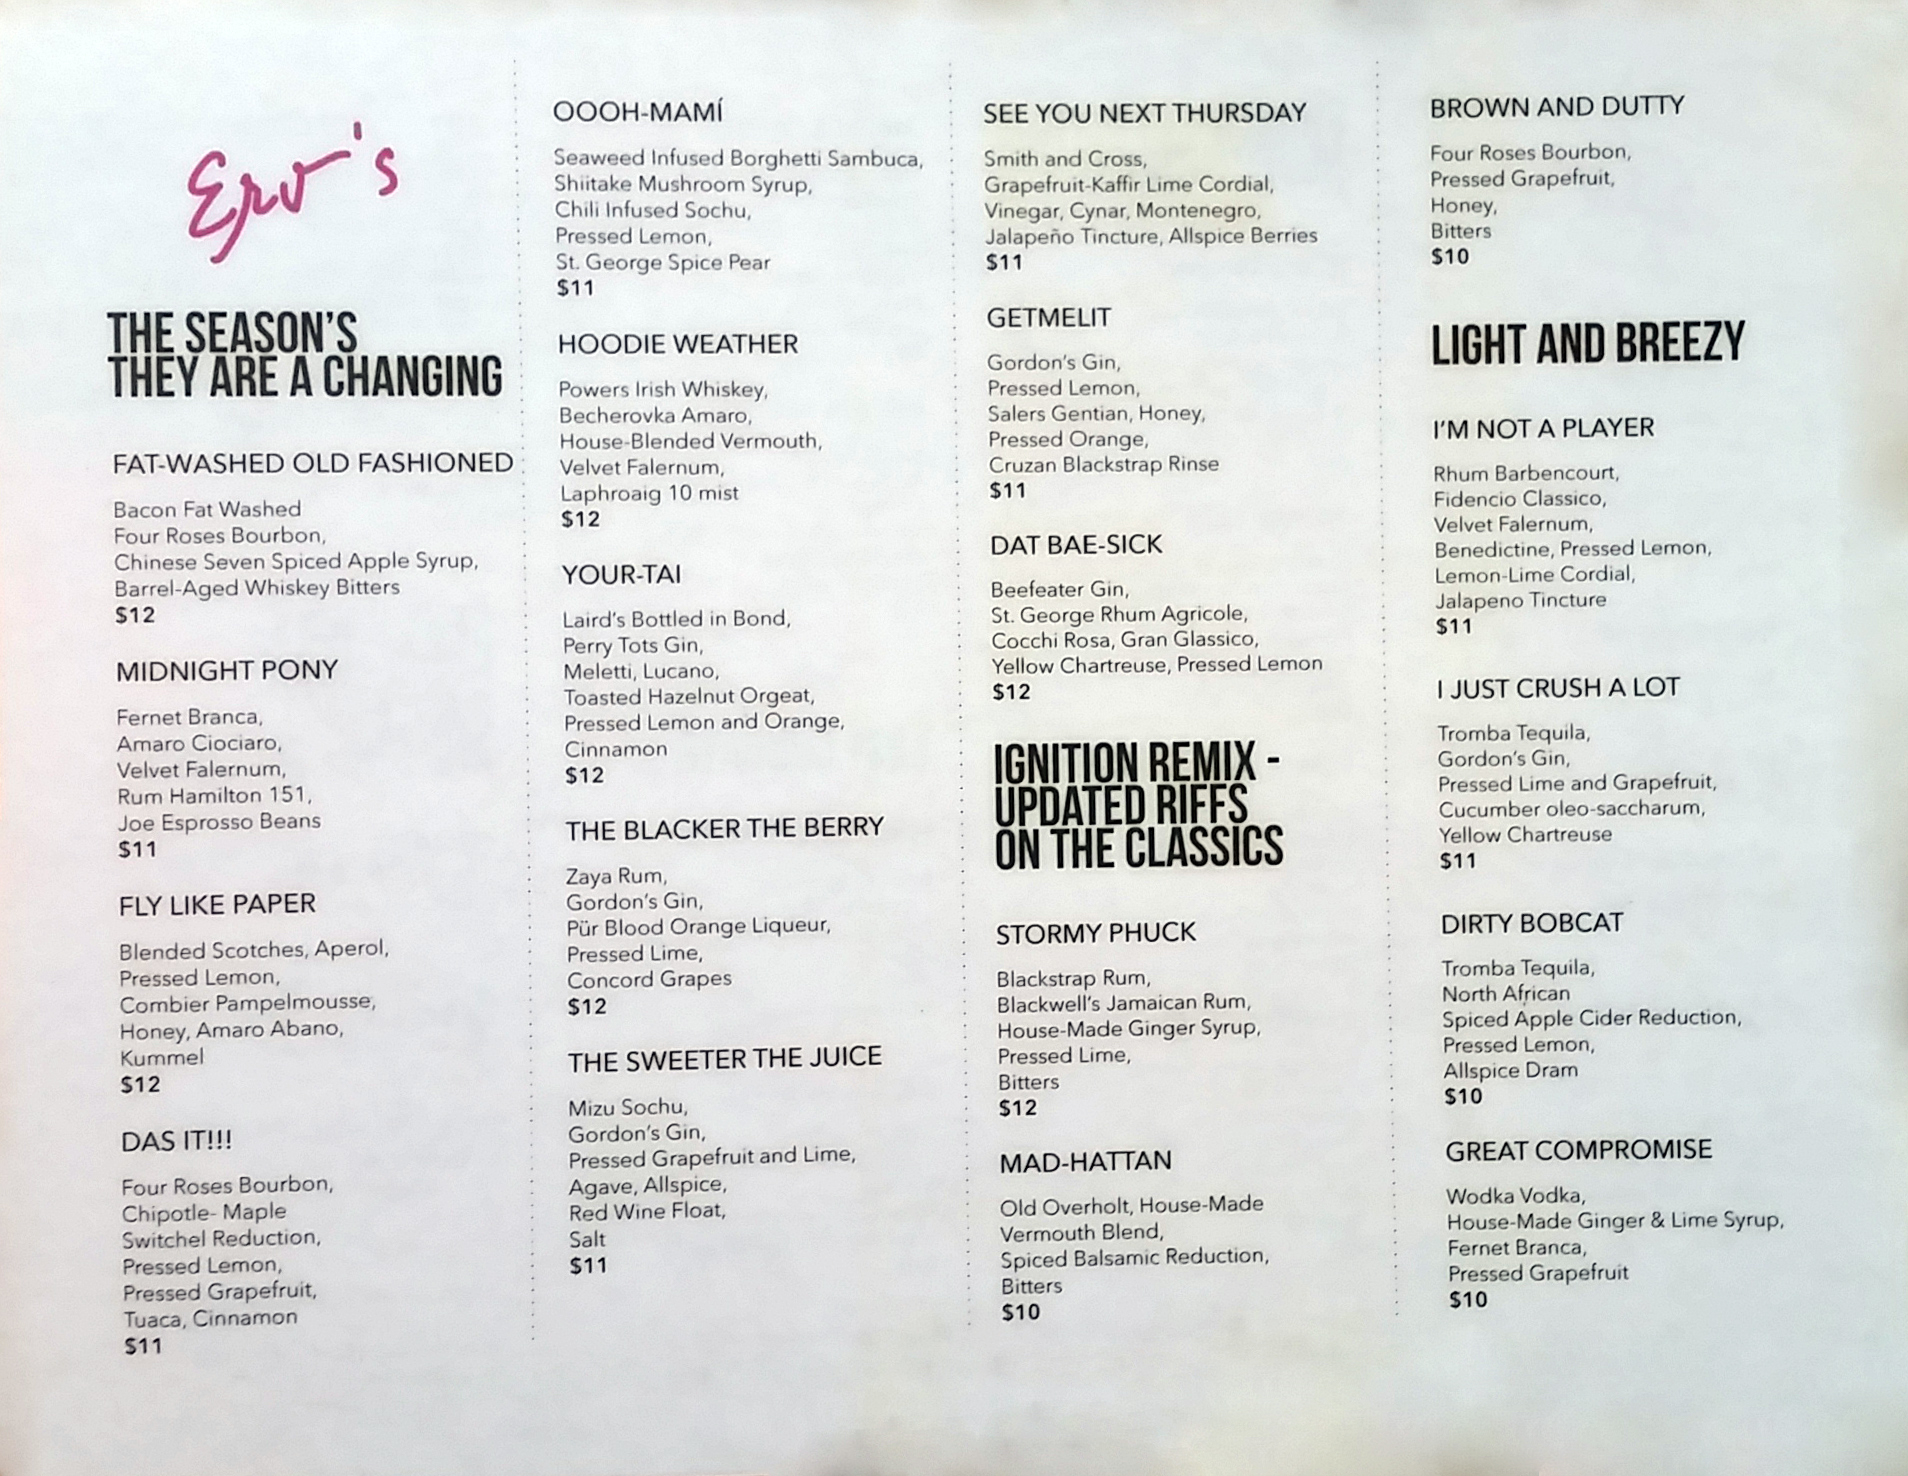 Erv's
THE SEASON'S
THEY ARE A CHANGING
FAT-WASHED OLD FASHIONED
Bacon Fat Washed
Four Roses Bourbon,
Chinese Seven Spiced Apple Syrup,
Barrel-Aged Whiskey Bitters
$12
MIDNIGHT PONY
Fernet Branca,
Amaro Ciociaro,
Velvet Falernum,
Rum Hamilton 151,
Joe Esprosso Beans
$11
FLY LIKE PAPER
Blended Scotches, Aperol,
Pressed Lemon,
Combier Pampelmousse,
Honey, Amaro Abano,
Kummel
$12
DAS IT!!!
Four Roses Bourbon,
Chipotle- Maple
Switchel Reduction,
Pressed Lemon,
Pressed Grapefruit,
Tuaca, Cinnamon
$11
OOOH-MAMÍ
Seaweed Infused Borghetti Sambuca,
Shiitake Mushroom Syrup,
Chili Infused Sochu,
Pressed Lemon,
St. George Spice Pear
$11
HOODIE WEATHER
Powers Irish Whiskey,
Becherovka Amaro,
House-Blended Vermouth,
Velvet Falernum,
Laphroaig 10 mist
$12
YOUR-TAI
Laird's Bottled in Bond,
Perry Tots Gin,
Meletti, Lucano,
Toasted Hazelnut Orgeat,
Pressed Lemon and Orange,
Cinnamon
$12
THE BLACKER THE BERRY
Zaya Rum,
Gordon's Gin,
Pür Blood Orange Liqueur,
Pressed Lime,
Concord Grapes
$12
THE SWEETER THE JUICE
Mizu Sochu,
Gordon's Gin,
Pressed Grapefruit and Lime,
Agave, Allspice,
Red Wine Float,
Salt
$11
SEE YOU NEXT THURSDAY
Smith and Cross,
Grapefruit-Kaffir Lime Cordial,
Vinegar, Cynar, Montenegro,
Jalapeño Tincture, Allspice Berries
$11
GETMELIT
Gordon's Gin,
Pressed Lemon,
Salers Gentian, Honey,
Pressed Orange,
Cruzan Blackstrap Rinse
$11
DAT BAE-SICK
Beefeater Gin,
St. George Rhum Agricole,
Cocchi Rosa, Gran Glassico,
Yellow Chartreuse, Pressed Lemon
$12
IGNITION REMIX -
UPDATED RIFFS
ON THE CLASSICS
STORMY PHUCK
Blackstrap Rum,
Blackwell's Jamaican Rum,
House-Made Ginger Syrup,
Pressed Lime,
Bitters
$12
MAD-HATTAN
Old Overholt, House-Made
Vermouth Blend,
Spiced Balsamic Reduction,
Bitters
$10
BROWN AND DUTTY
Four Roses Bourbon,
Pressed Grapefruit,
Honey,
Bitters
$10
LIGHT AND BREEZY
I'M NOT A PLAYER
Rhum Barbencourt,
Fidencio Classico,
Velvet Falernum,
Benedictine, Pressed Lemon,
Lemon-Lime Cordial,
Jalapeno Tincture
$11
I JUST CRUSH A LOT
Tromba Tequila,
Gordon's Gin,
Pressed Lime and Grapefruit,
Cucumber oleo-saccharum,
Yellow Chartreuse
$11
DIRTY BOBCAT
Tromba Tequila,
North African
Spiced Apple Cider Reduction,
Pressed Lemon,
Allspice Dram
$10
GREAT COMPROMISE
Wodka Vodka,
House-Made Ginger & Lime Syrup,
Fernet Branca,
Pressed Grapefruit
$10